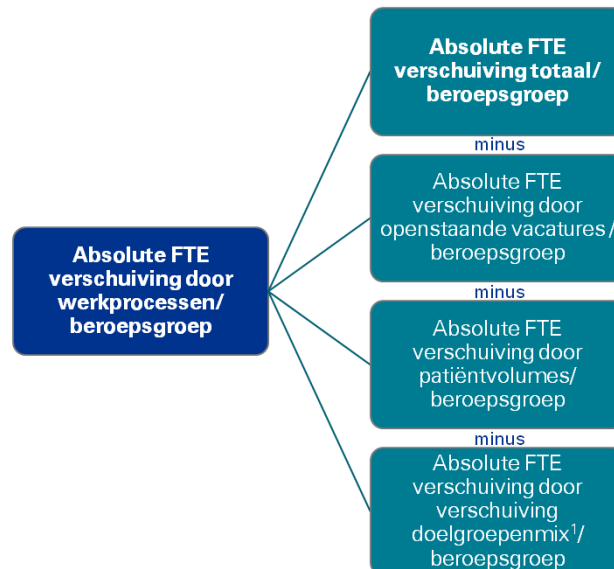 Absolute FTE
verschuiving door
werkprocessen/
beroepsgroep
Absolute FTE
verschuiving totaal/
beroepsgroep
minus
Absolute FTE
verschuiving door
openstaande vacatures/
beroepsgroep
minus
Absolute FTE
verschuiving door
patiëntvolumes/
beroepsgroep
minus
Absolute FTE
verschuiving door
verschuiving
doelgroepenmix¹/
beroepsgroep